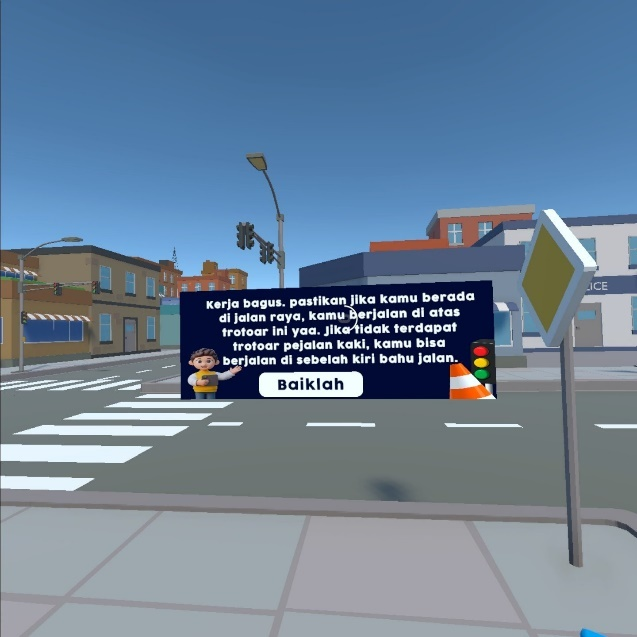 Kerja bagus. pastikan jika kamu berada
di jalan raya, kamu berjalan di atas
trotoar ini yaa. Jika tidak terdapat
trotoar pejalan kaki, kamu bisa
berjalan di sebelah kiri bahu jalan.
Baiklah
ICE